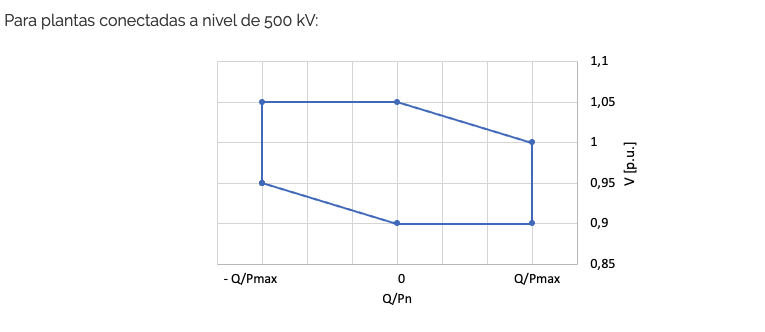 Para plantas conectadas a nivel de 500 kV:
1,1
1,05
1
0,95
0,9
0,85
V [p.u.]
- Q/Pmax
0
Q/Pmax
Q/Pn